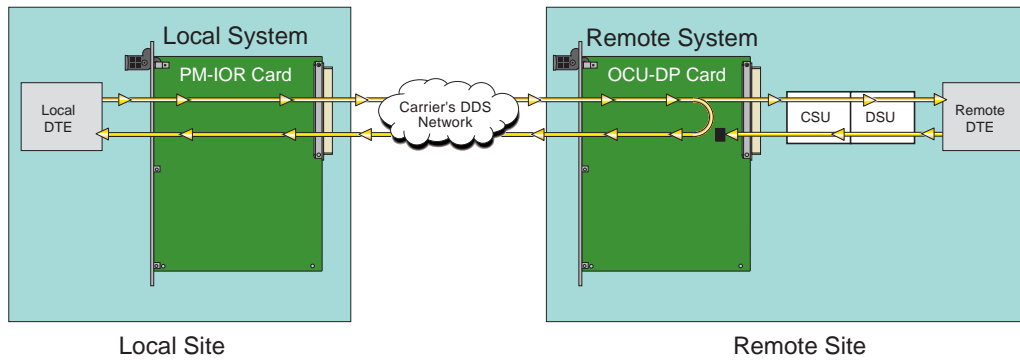 Local System
PM-IOR Card
Local
DTE
Carrier's DDS
Network
Remote System
OCU-DP Card
CSU
DSU
Remote
DTE
Local Site
Remote Site